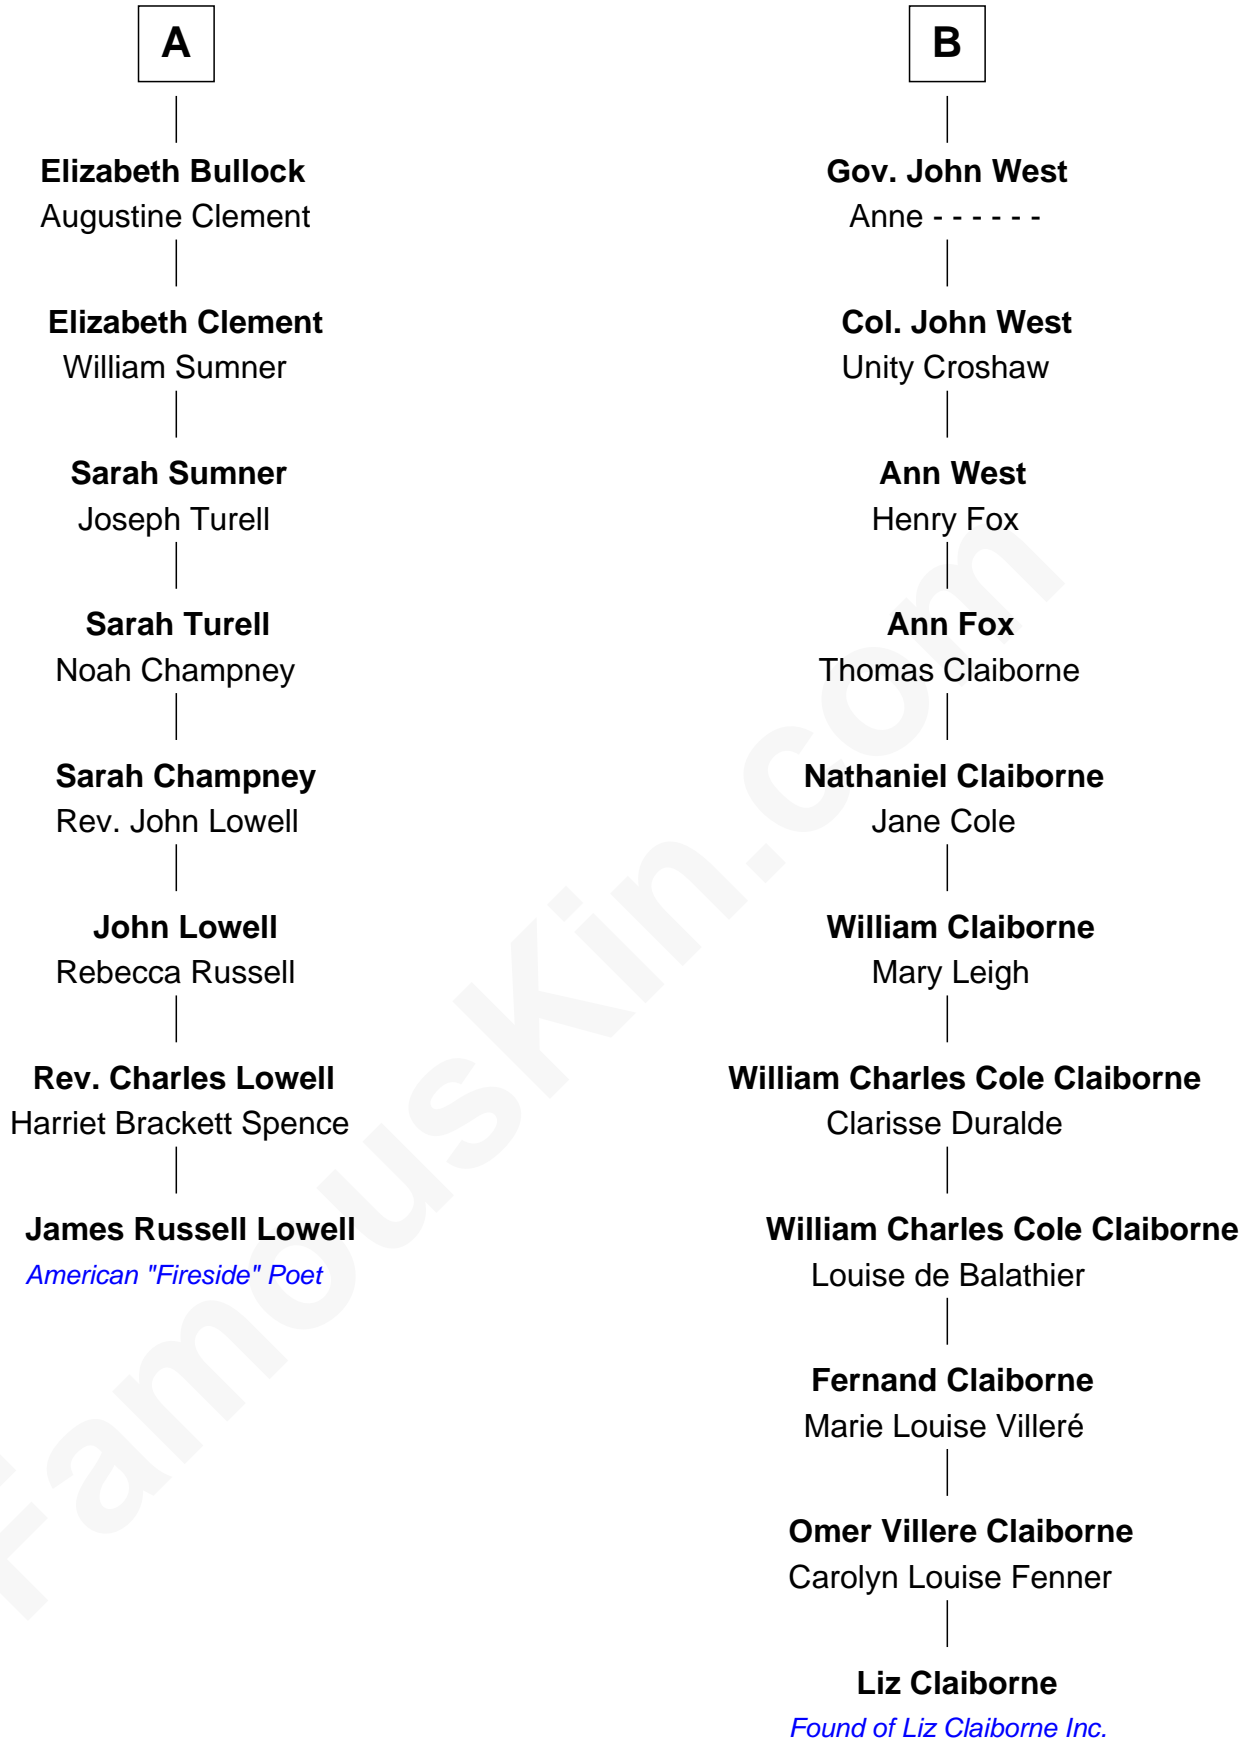 A
Elizabeth Bullock
Augustine Clement
Elizabeth Clement
William Sumner
Sarah Sumner
Joseph Turell
Sarah Turell
Noah Champney
Sarah Champney
Rev. John Lowell
John Lowell
Rebecca Russell
Rev. Charles Lowell
Harriet Brackett Spence
James Russell Lowell
American "Fireside" Poet
B
Gov. John West
Anne - - - - - -
Col. John West
Unity Croshaw
Ann West
Henry Fox
Ann Fox
Thomas Claiborne
Nathaniel Claiborne
Jane Cole
William Claiborne
Mary Leigh
William Charles Cole Claiborne
Clarisse Duralde
William Charles Cole Claiborne
Louise de Balathier
Fernand Claiborne
Marie Louise Villeré
Omer Villere Claiborne
Carolyn Louise Fenner
Liz Claiborne
Found of Liz Claiborne Inc.
FamousKin.com